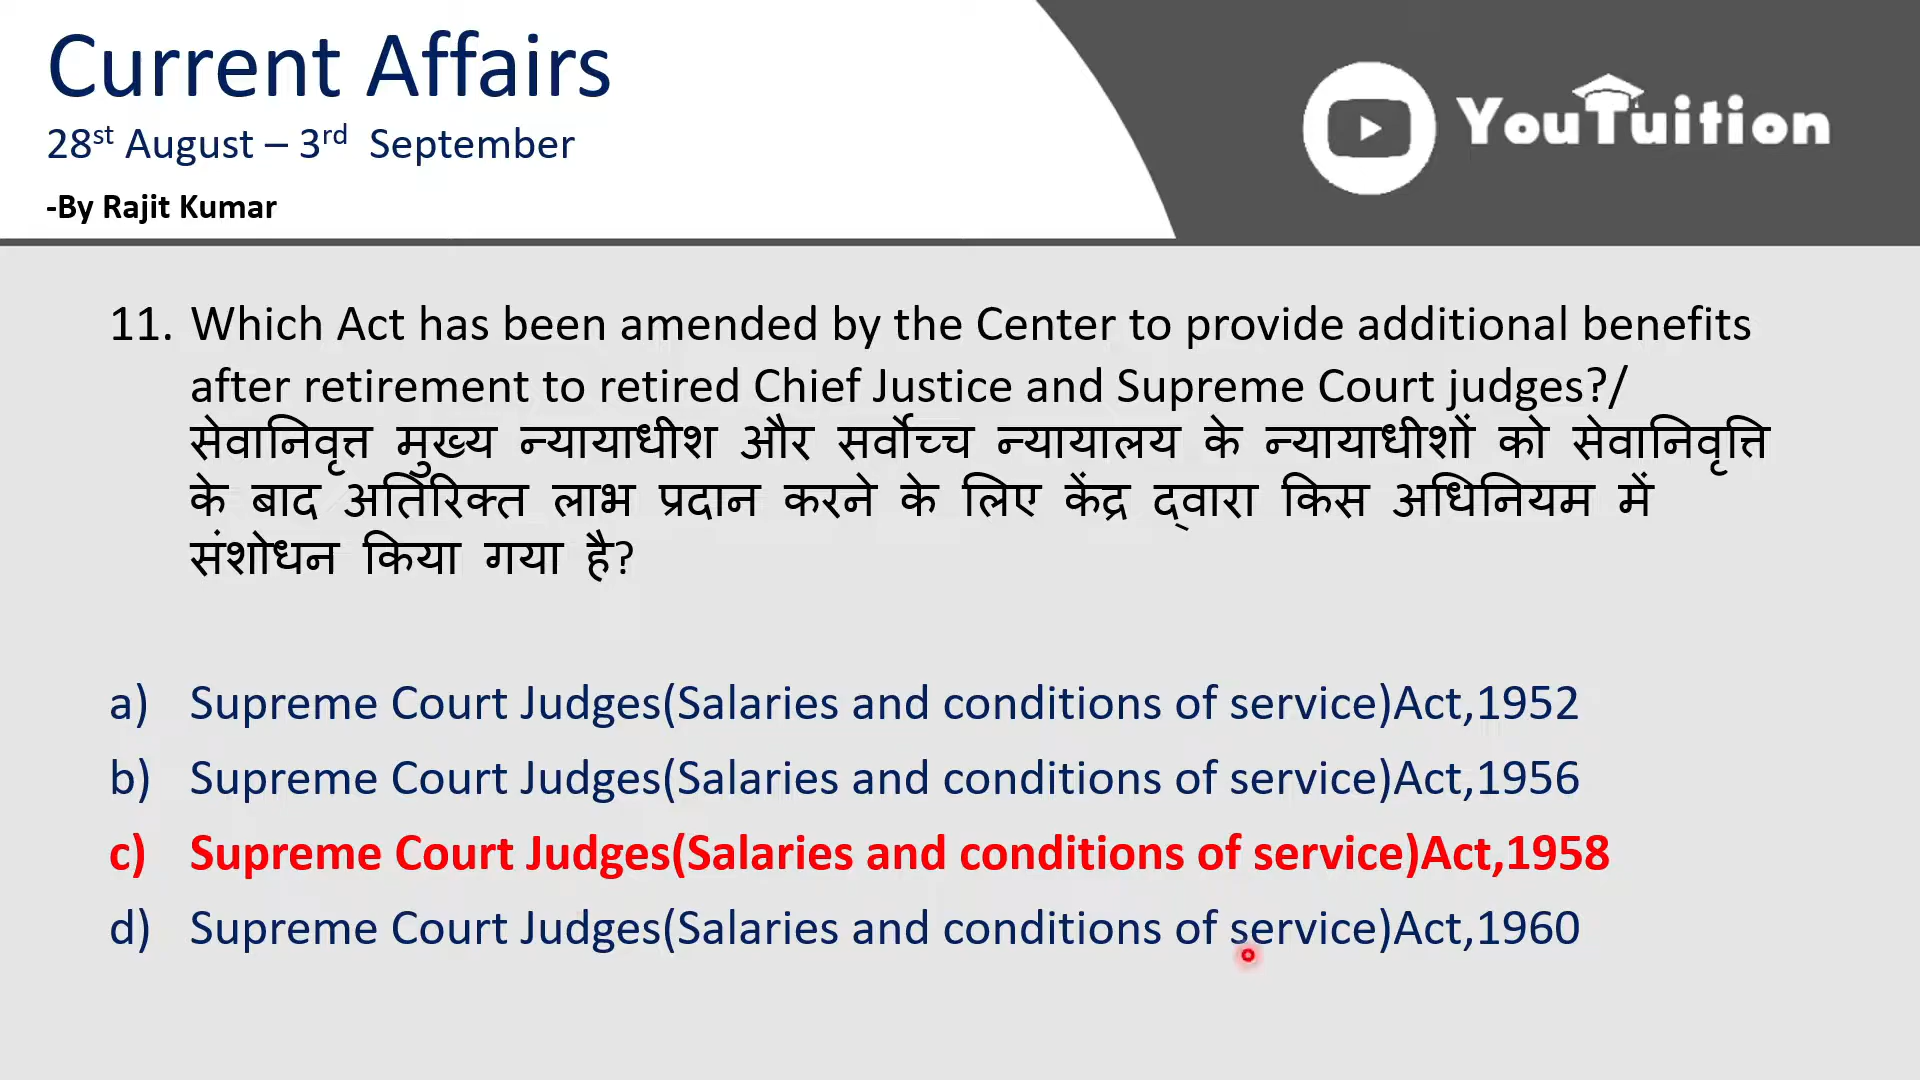 Current Affairs
28st August – 3rd September
-By Rajit Kumar
YouTuition
11. Which Act has been amended by the Center to provide additional benefits
after retirement to retired Chief Justice and Supreme Court judges?/
सेवानिवृत्त मुख्य न्यायाधीश और सर्वोच्च न्यायालय के न्यायाधीशों को सेवानिवृत्ति
के बाद अतिरिक्त लाभ प्रदान करने के लिए केंद्र द्वारा किस अधिनियम में
संशोधन किया गया है?
a) Supreme Court Judges(Salaries and conditions of service)Act,1952
b) Supreme Court Judges(Salaries and conditions of service)Act,1956
c) Supreme Court Judges(Salaries and conditions of service)Act,1958
d) Supreme Court Judges(Salaries and conditions of service)Act,1960